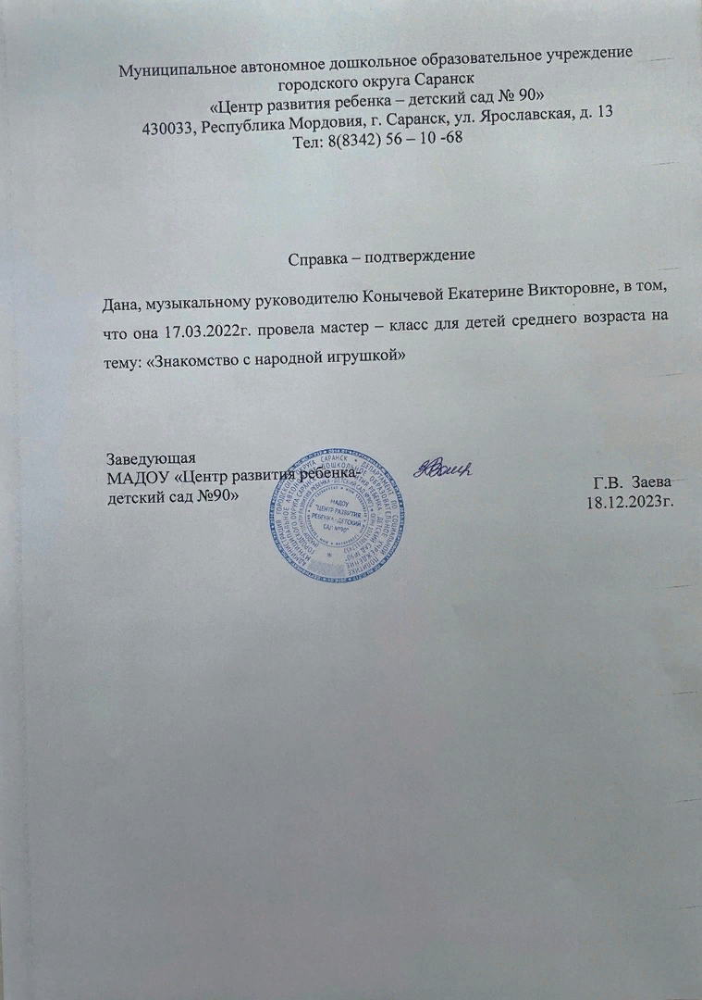 Муниципальное автономное дошкольное образовательное учреждение
городского округа Саранск
«Центр развития ребенка – детский сад № 90»
430033, Республика Мордовия, г. Саранск, ул. Ярославская, д. 13
Тел: 8(8342) 56 – 10 -68
Справка – подтверждение
Дана, музыкальному руководителю Конычевой Екатерине Викторовне, в том,
что она 17.03.2022г. провела мастер – класс для детей среднего возраста на
тему: «Знакомство с народной игрушкой»
Заведующая
МАДОУ «Центр развития ребенка-
детский сад №90»
Г.В. Заева
18.12.2023г.
МАДОУ
"ЦЕНТР РАЗВИТИЯ
РЕБЕНКА - ДЕТСКИЙ
САД №90"